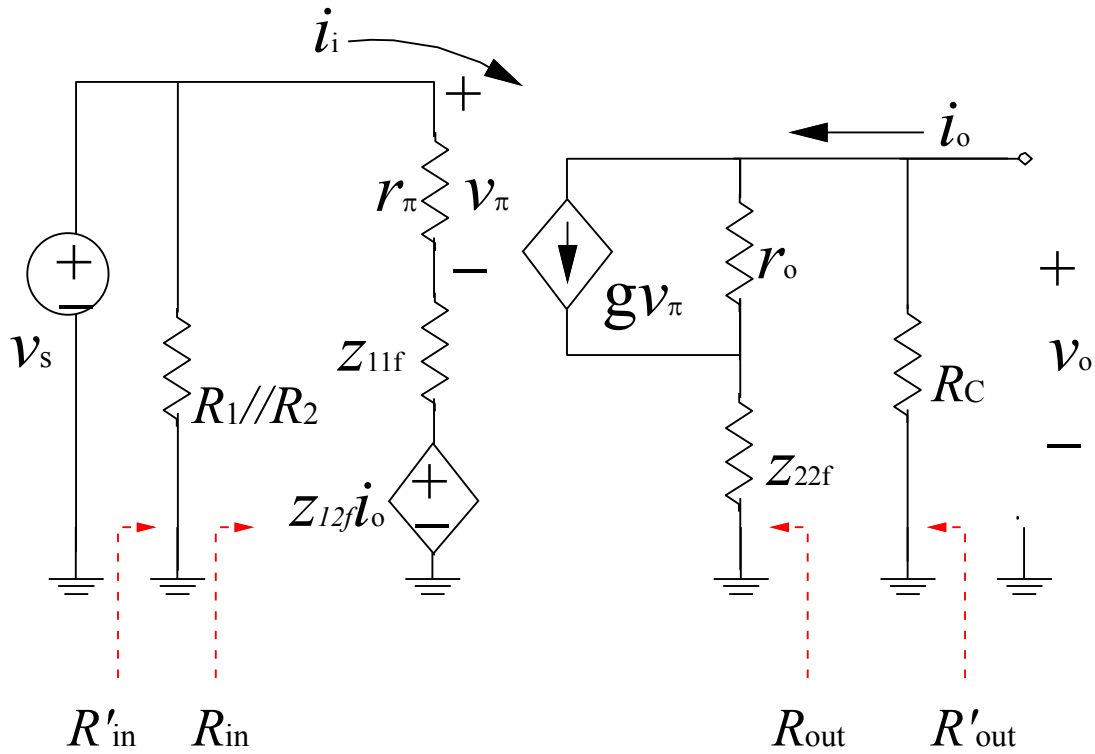 iᵢ
+
iₒ
rπ
vπ
−
+
−
vₛ
rₒ
gvπ
+
vₒ
−
z₁₁f
R₁//R₂
RC
z₂₂f
z₁₂fiₒ
+
−
R'in
Rin
Rout
R'out